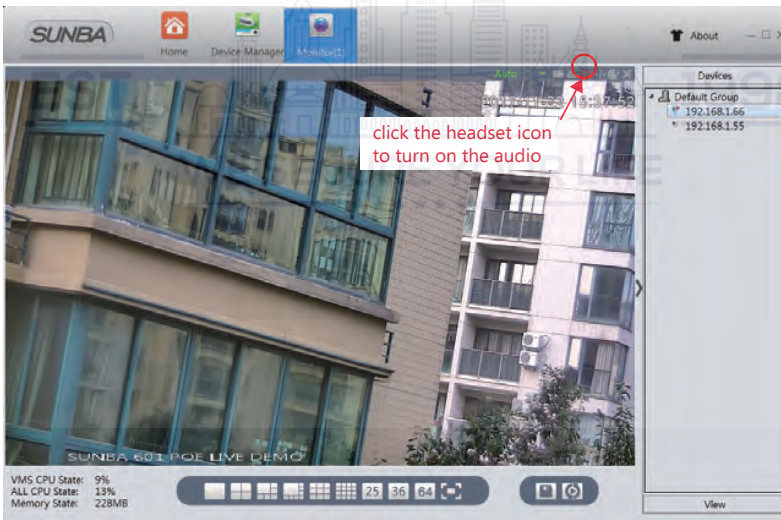 SUNBA
Home
Device Manager
Monitor(1)
About
Auto
click the headset icon
to turn on the audio
Devices
Default Group
192.168.1.66
192.168.1.55
SUNBA 601 POE LIVE DEMO
VMS CPU State: 9%
ALL CPU State: 13%
Memory State: 228MB
25 36 64
View